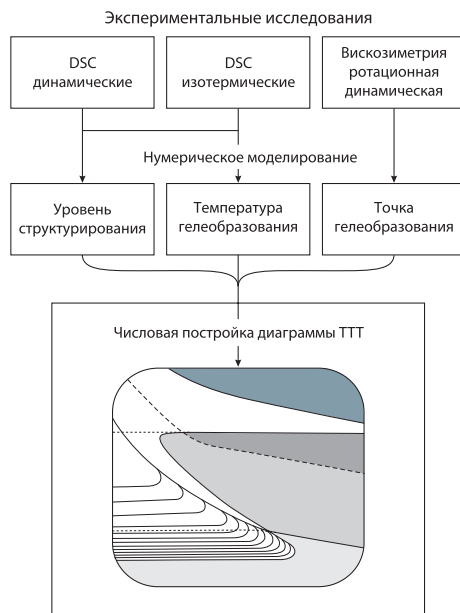 Экспериментальные исследования
DSC
динамические
DSC
изотермические
Вискозиметрия
ротационная
динамическая
Нумерическое моделирование
Уровень
структурирования
Температура
гелеобразования
Точка
гелеобразования
Числовая постройка диаграммы ТТТ